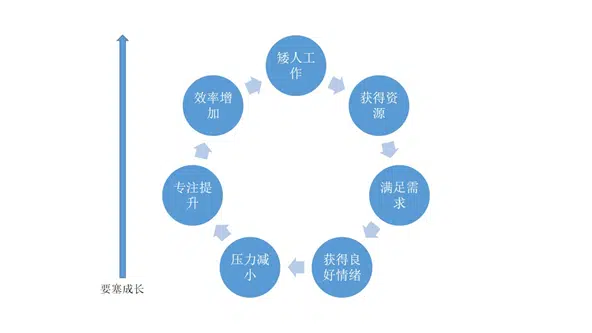 矮人工
作
获得资
源
满足需
求
获得良
好情绪
压力减
小
专注提
升
效率增
加
要塞成长